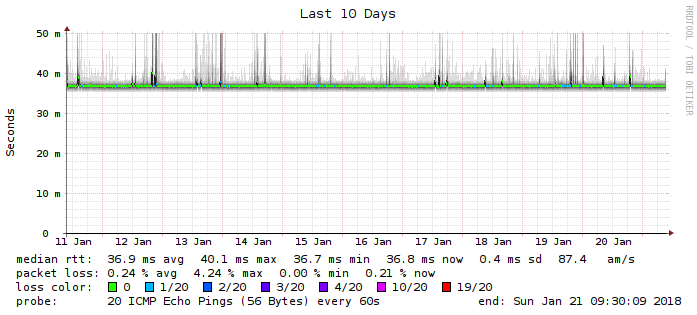 Last 10 Days
RRDTOOL / TOBI OETIKER
Seconds
50 m
40 m
30 m
20 m
10 m
0
11 Jan 12 Jan 13 Jan 14 Jan 15 Jan 16 Jan 17 Jan 18 Jan 19 Jan 20 Jan
median rtt: 36.9 ms avg 40.1 ms max 36.7 ms min 36.8 ms now 0.4 ms sd 87.4 am/s
packet loss: 0.24 % avg 4.24 % max 0.00 % min 0.21 % now
loss color: 0 1/20 2/20 3/20 4/20 10/20 19/20
probe: 20 ICMP Echo Pings (56 Bytes) every 60s end: Sun Jan 21 09:30:09 2018